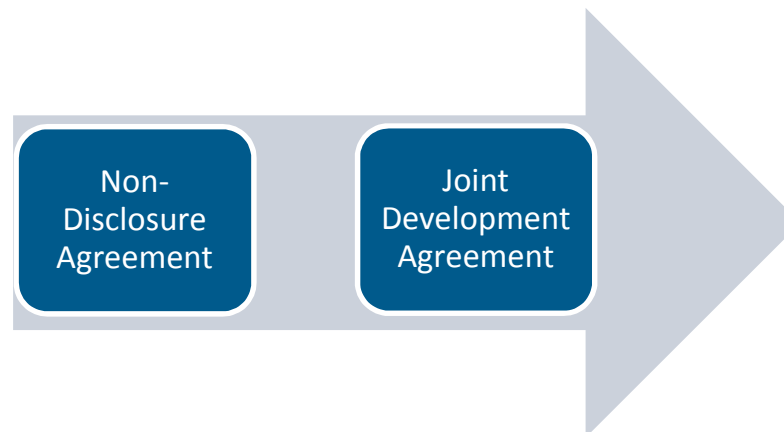 Non-
Disclosure
Agreement
Joint
Development
Agreement